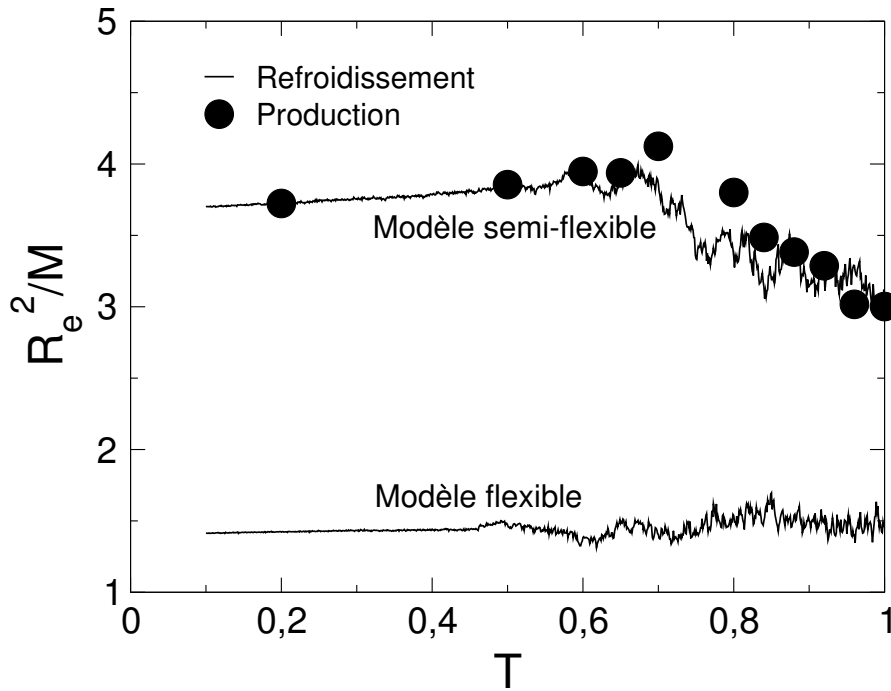 5
4
3
2
1
R_e^2/M
Refroidissement
Production
Modèle semi-flexible
Modèle flexible
0 0,2 0,4 0,6 0,8 1
T